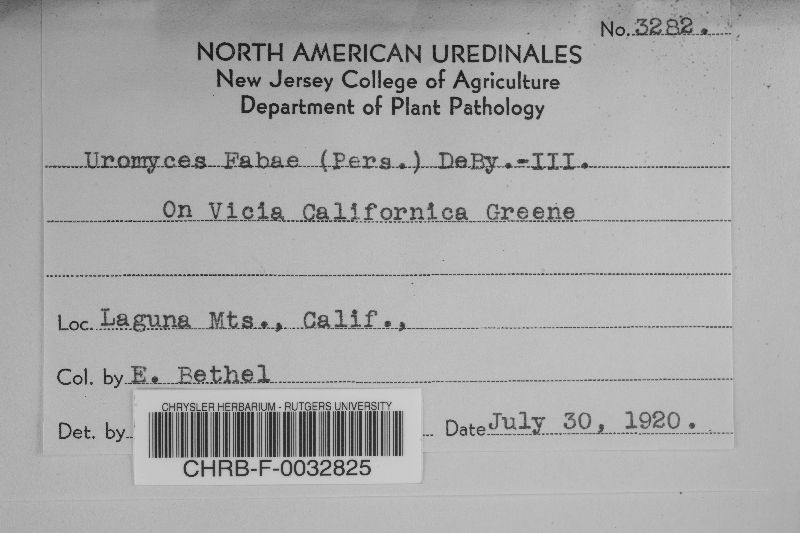 No. 3282.
NORTH AMERICAN UREDINALES
New Jersey College of Agriculture
Department of Plant Pathology
Uromyces Fabae (Pers.) DeBy.-III.
On Vicia Californica Greene
Loc. Laguna Mts., Calif.,
Col. by E. Bethel
Det. by
Date July 30, 1920.
CHRYSLER HERBARIUM - RUTGERS UNIVERSITY
CHRB-F-0032825